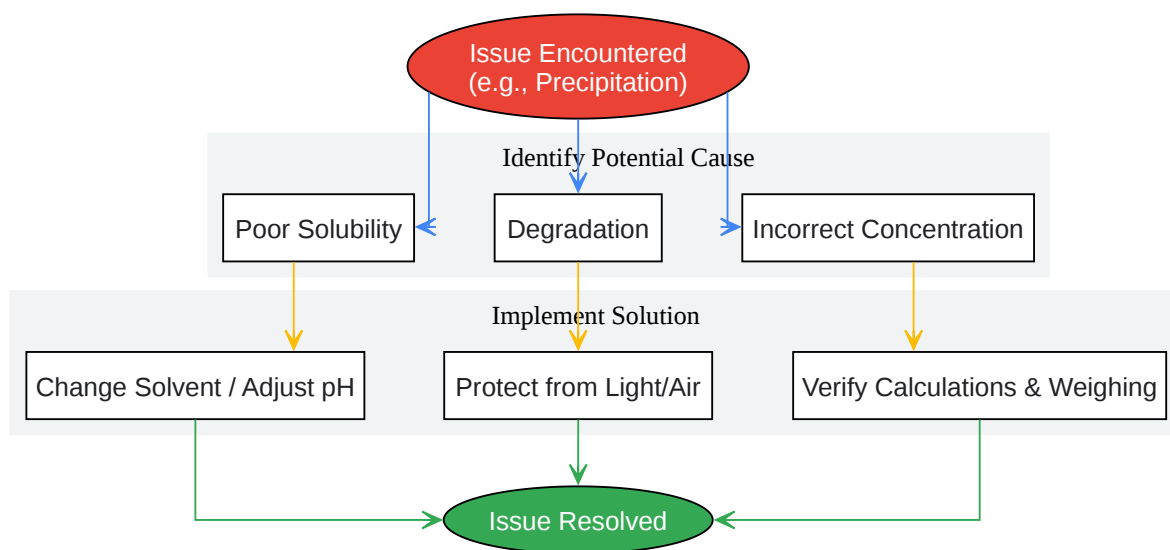 Issue Encountered
(e.g., Precipitation)
Identify Potential Cause
Poor Solubility
Degradation
Incorrect Concentration
Implement Solution
Change Solvent / Adjust pH
Protect from Light/Air
Verify Calculations & Weighing
Issue Resolved